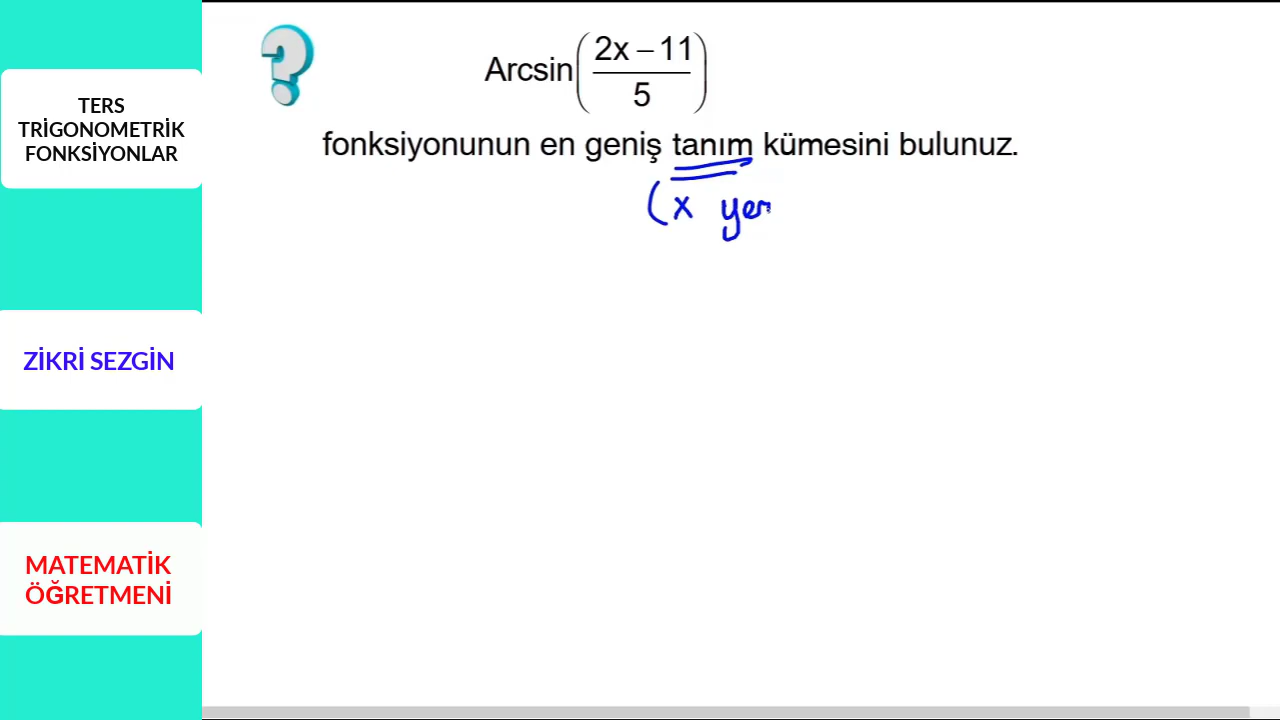 TERS
TRİGONOMETRİK
FONKSİYONLAR
ZİKRİ SEZGİN
MATEMATİK
ÖĞRETMENİ
Arcsin(2x – 11 / 5)
fonksiyonunun en geniş tanım kümesini bulunuz.
(x yer